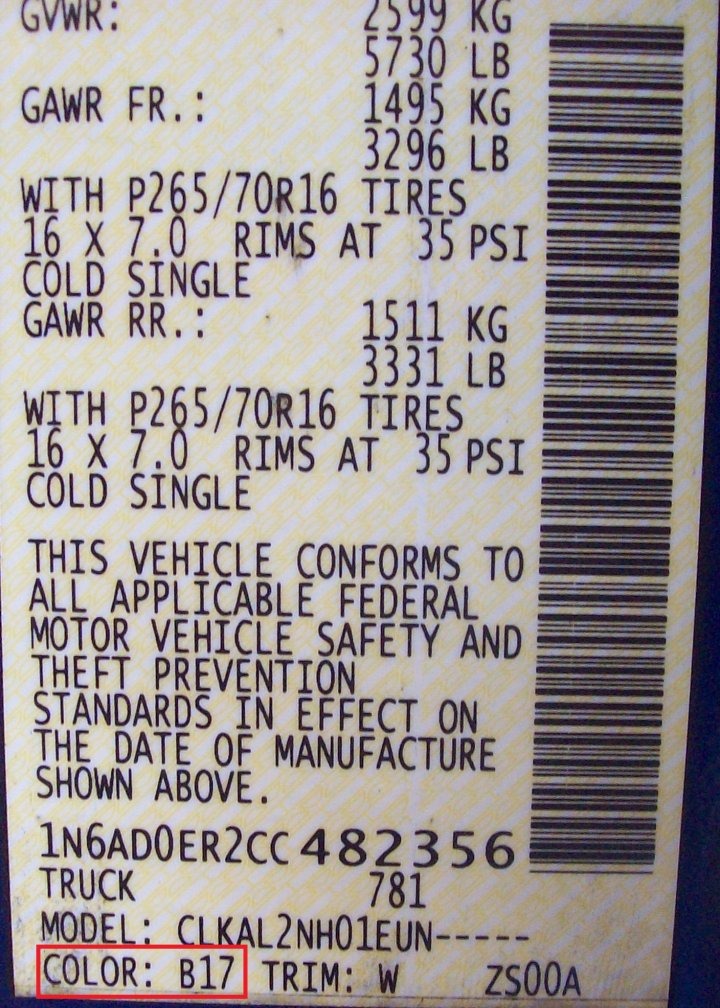 GVWR: 2599 KG
5730 LB
GAWR FR.: 1495 KG
3296 LB
WITH P265/70R16 TIRES
16 X 7.0 RIMS AT 35 PSI
COLD SINGLE
GAWR RR.: 1511 KG
3331 LB
WITH P265/70R16 TIRES
16 X 7.0 RIMS AT 35 PSI
COLD SINGLE
THIS VEHICLE CONFORMS TO
ALL APPLICABLE FEDERAL
MOTOR VEHICLE SAFETY AND
THEFT PREVENTION
STANDARDS IN EFFECT ON
THE DATE OF MANUFACTURE
SHOWN ABOVE.
1N6AD0ER2CC482356
TRUCK 781
MODEL: CLKAL2NH01EUN-----
COLOR: B17 TRIM: W ZS00A